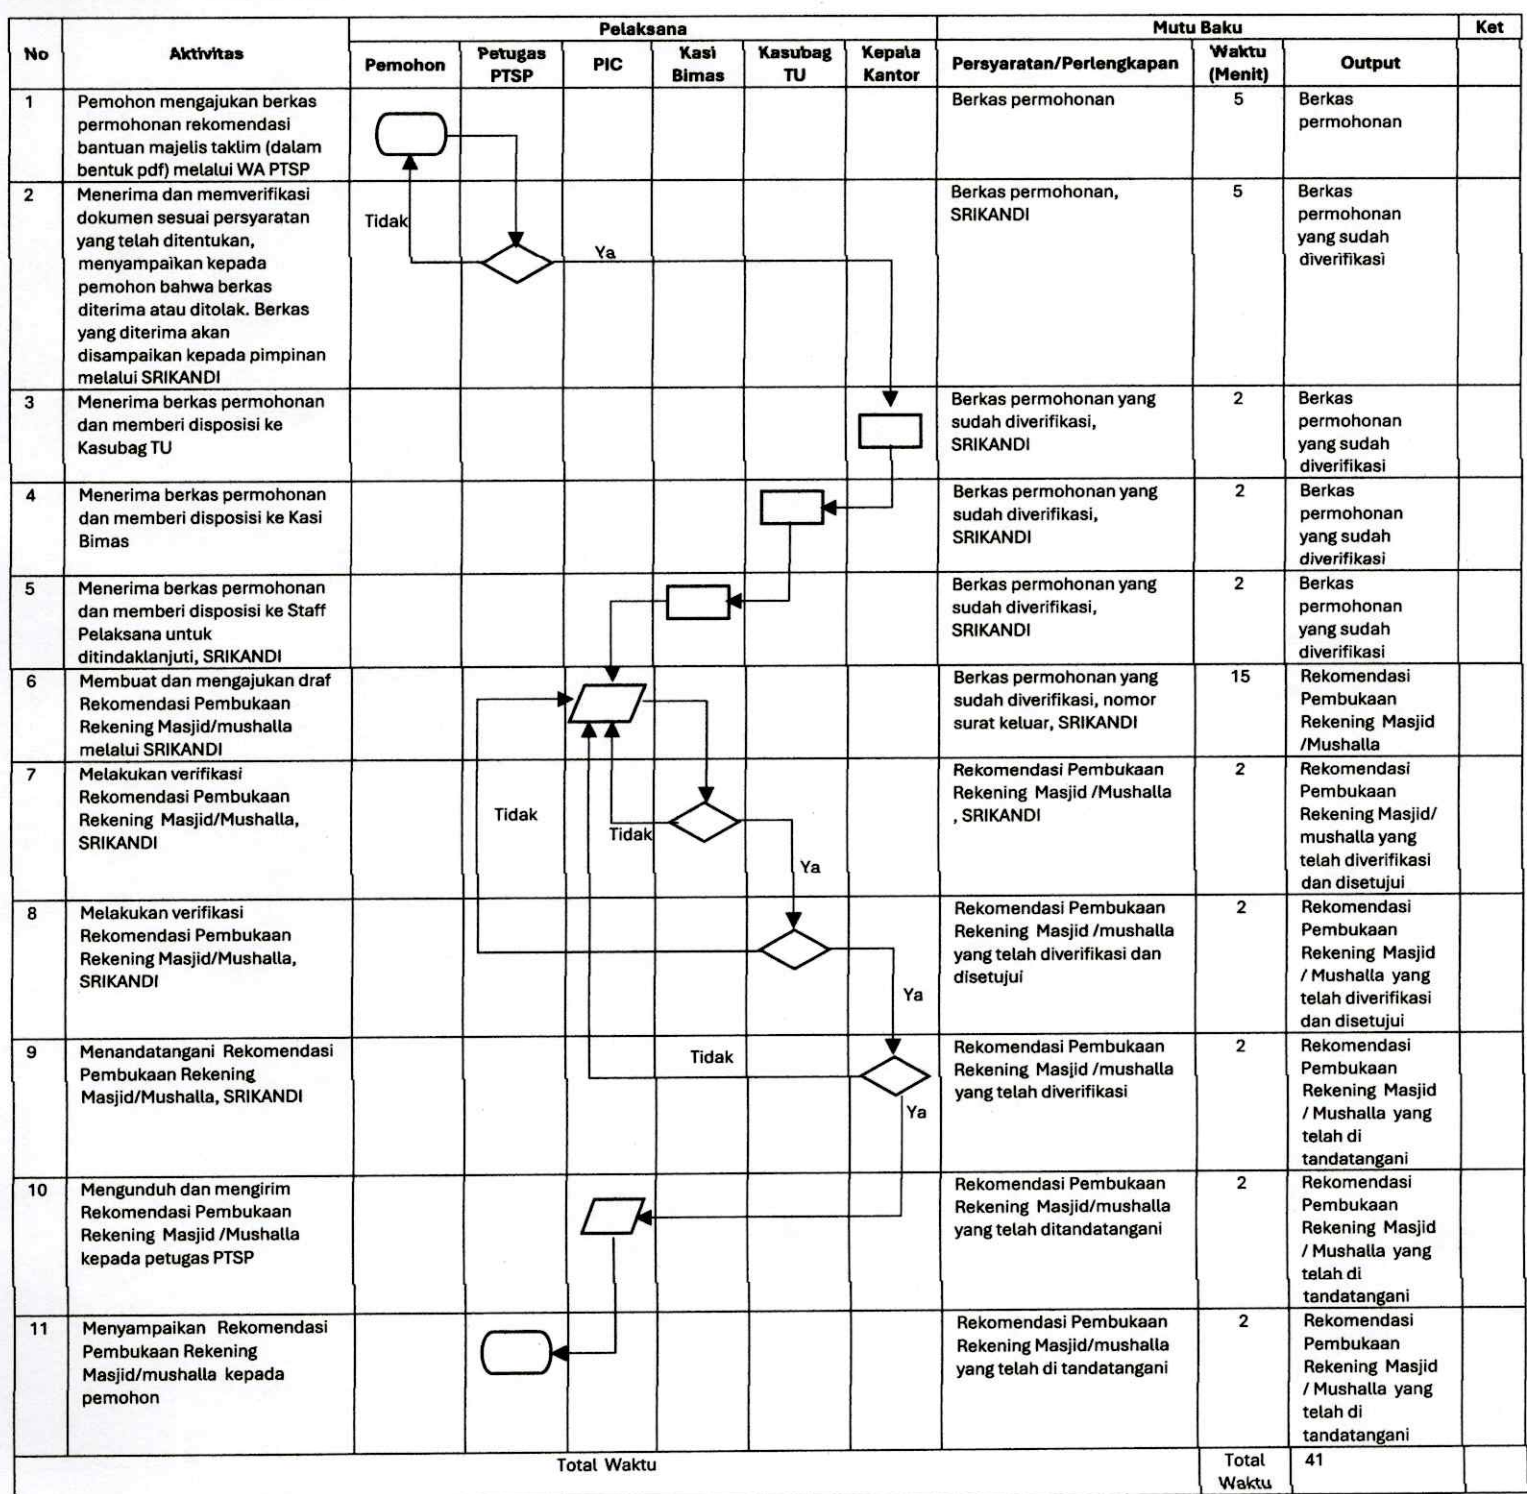 No
Aktivitas
Pelaksana
Mutu Baku
Ket
Pemohon
Petugas
PTSP
PIC
Kasi
Bimas
Kasubag
TU
Kepala
Kantor
Persyaratan/Perlengkapan
Waktu
(Menit)
Output
1
Pemohon mengajukan berkas
permohonan rekomendasi
bantuan majelis taklim (dalam
bentuk pdf) melalui WA PTSP
Berkas permohonan
5
Berkas
permohonan
2
Menerima dan memverifikasi
dokumen sesuai persyaratan
yang telah ditentukan,
menyampaikan kepada
pemohon bahwa berkas
diterima atau ditolak. Berkas
yang diterima akan
disampaikan kepada pimpinan
melalui SRIKANDI
Tidak
Ya
Berkas permohonan,
SRIKANDI
5
Berkas
permohonan
yang sudah
diverifikasi
3
Menerima berkas permohonan
dan memberi disposisi ke
Kasubag TU
Berkas permohonan yang
sudah diverifikasi,
SRIKANDI
2
Berkas
permohonan
yang sudah
diverifikasi
4
Menerima berkas permohonan
dan memberi disposisi ke Kasi
Bimas
Berkas permohonan yang
sudah diverifikasi,
SRIKANDI
2
Berkas
permohonan
yang sudah
diverifikasi
5
Menerima berkas permohonan
dan memberi disposisi ke Staff
Pelaksana untuk
ditindaklanjuti, SRIKANDI
Berkas permohonan yang
sudah diverifikasi,
SRIKANDI
2
Berkas
permohonan
yang sudah
diverifikasi
6
Membuat dan mengajukan draf
Rekomendasi Pembukaan
Rekening Masjid/mushalla
melalui SRIKANDI
Berkas permohonan yang
sudah diverifikasi, nomor
surat keluar, SRIKANDI
15
Rekomendasi
Pembukaan
Rekening Masjid
/Mushalla
7
Melakukan verifikasi
Rekomendasi Pembukaan
Rekening Masjid/Mushalla,
SRIKANDI
Tidak
Tidak
Ya
Rekomendasi Pembukaan
Rekening Masjid /Mushalla
, SRIKANDI
2
Rekomendasi
Pembukaan
Rekening Masjid/
mushalla yang
telah diverifikasi
dan disetujui
8
Melakukan verifikasi
Rekomendasi Pembukaan
Rekening Masjid/Mushalla,
SRIKANDI
Ya
Rekomendasi Pembukaan
Rekening Masjid /mushalla
yang telah diverifikasi dan
disetujui
2
Rekomendasi
Pembukaan
Rekening Masjid
/ Mushalla yang
telah diverifikasi
dan disetujui
9
Menandatangani Rekomendasi
Pembukaan Rekening
Masjid/Mushalla, SRIKANDI
Tidak
Ya
Rekomendasi Pembukaan
Rekening Masjid /mushalla
yang telah diverifikasi
2
Rekomendasi
Pembukaan
Rekening Masjid
/ Mushalla yang
telah di
tandatangani
10
Mengunduh dan mengirim
Rekomendasi Pembukaan
Rekening Masjid /Mushalla
kepada petugas PTSP
Rekomendasi Pembukaan
Rekening Masjid/mushalla
yang telah ditandatangani
2
Rekomendasi
Pembukaan
Rekening Masjid
/ Mushalla yang
telah di
tandatangani
11
Menyampaikan Rekomendasi
Pembukaan Rekening
Masjid/mushalla kepada
pemohon
Rekomendasi Pembukaan
Rekening Masjid/mushalla
yang telah di tandatangani
2
Rekomendasi
Pembukaan
Rekening Masjid
/ Mushalla yang
telah di
tandatangani
Total Waktu
Total
Waktu
41